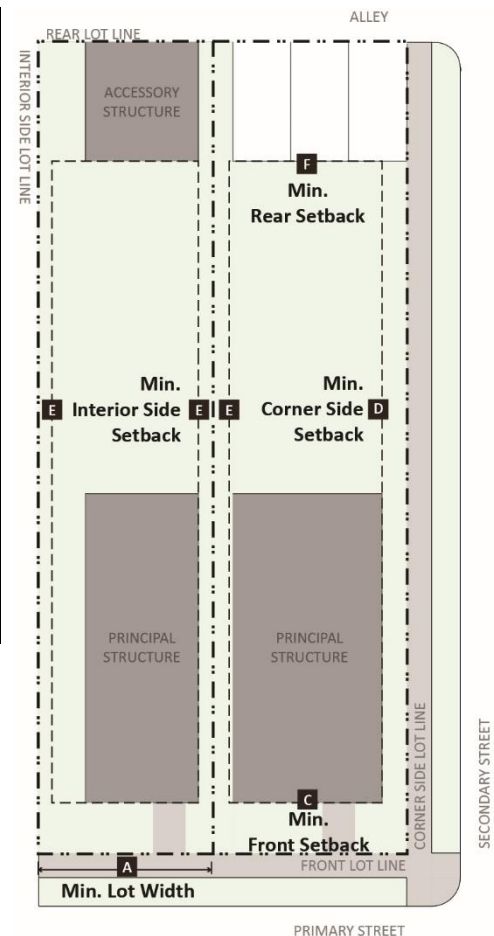 ALLEY
REAR LOT LINE
INTERIOR SIDE LOT LINE
ACCESSORY
STRUCTURE
F
Min.
Rear Setback
E
Min.
Interior Side
Setback
E
E
Min.
Corner Side
Setback
D
PRINCIPAL
STRUCTURE
PRINCIPAL
STRUCTURE
C
Min.
Front Setback
CORNER SIDE LOT LINE
SECONDARY STREET
FRONT LOT LINE
A
Min. Lot Width
PRIMARY STREET